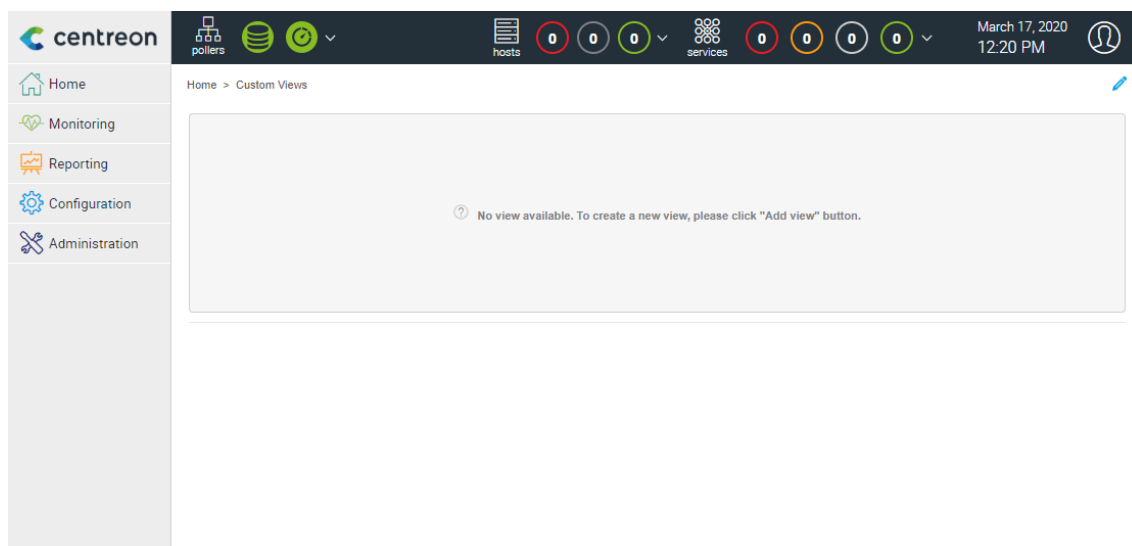 centreon
pollers
hosts
0 0 0
services
0 0 0 0
March 17, 2020
12:20 PM
Home
Monitoring
Reporting
Configuration
Administration
Home > Custom Views
? No view available. To create a new view, please click "Add view" button.